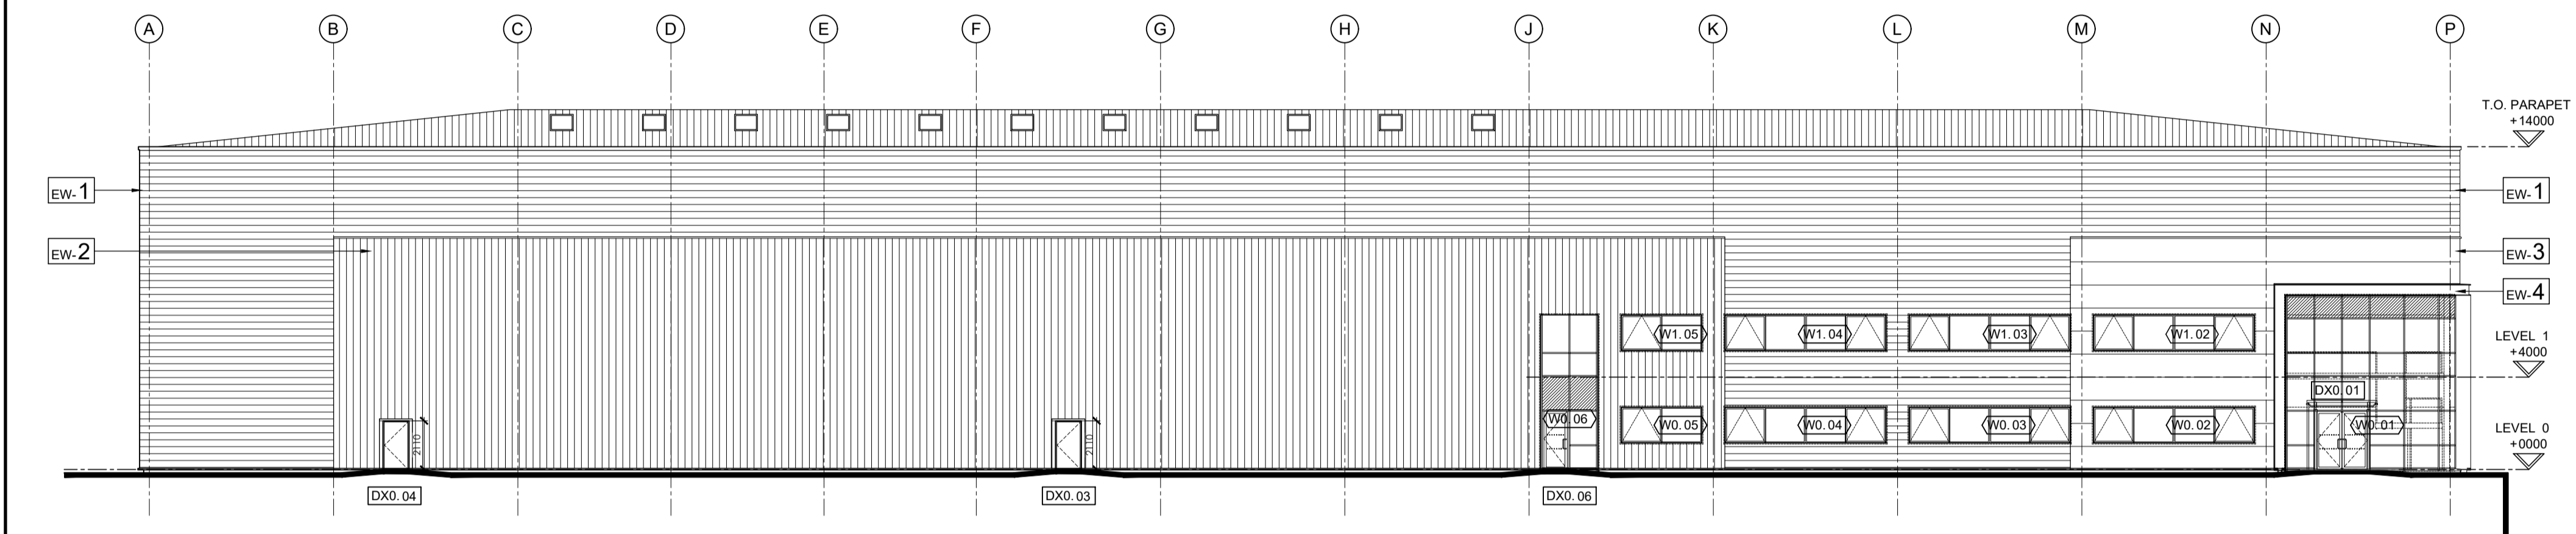 A B C D E F G H J K L M N P
T.O. PARAPET
+14000
EW-1
EW-1
EW-2
EW-3
EW-4
W1.05 W1.04 W1.03 W1.02
LEVEL 1
+4000
DX0.01
W0.06 W0.05 W0.04 W0.03 W0.02 W0.01
LEVEL 0
+0000
2110
2110
DX0.04 DX0.03 DX0.06